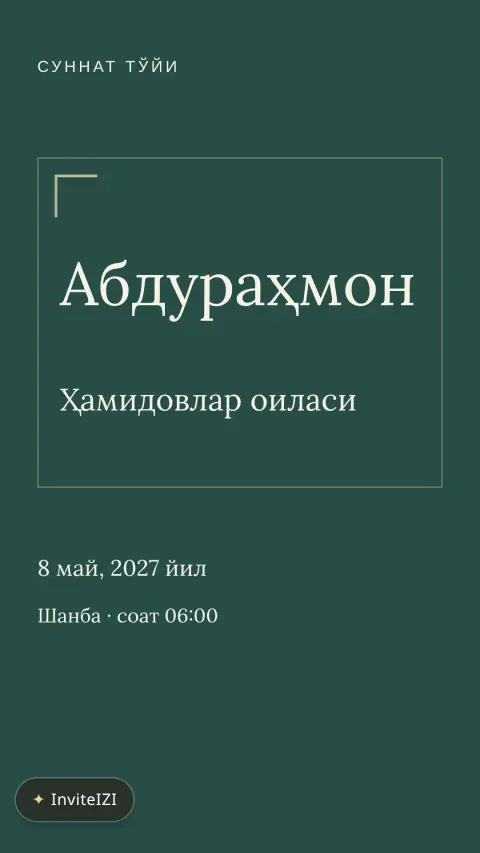 СУННАТ ТЎЙИ
Абдураҳмон
Ҳамидовлар оиласи
8 май, 2027 йил
Шанба · соат 06:00
✦ InviteIZI